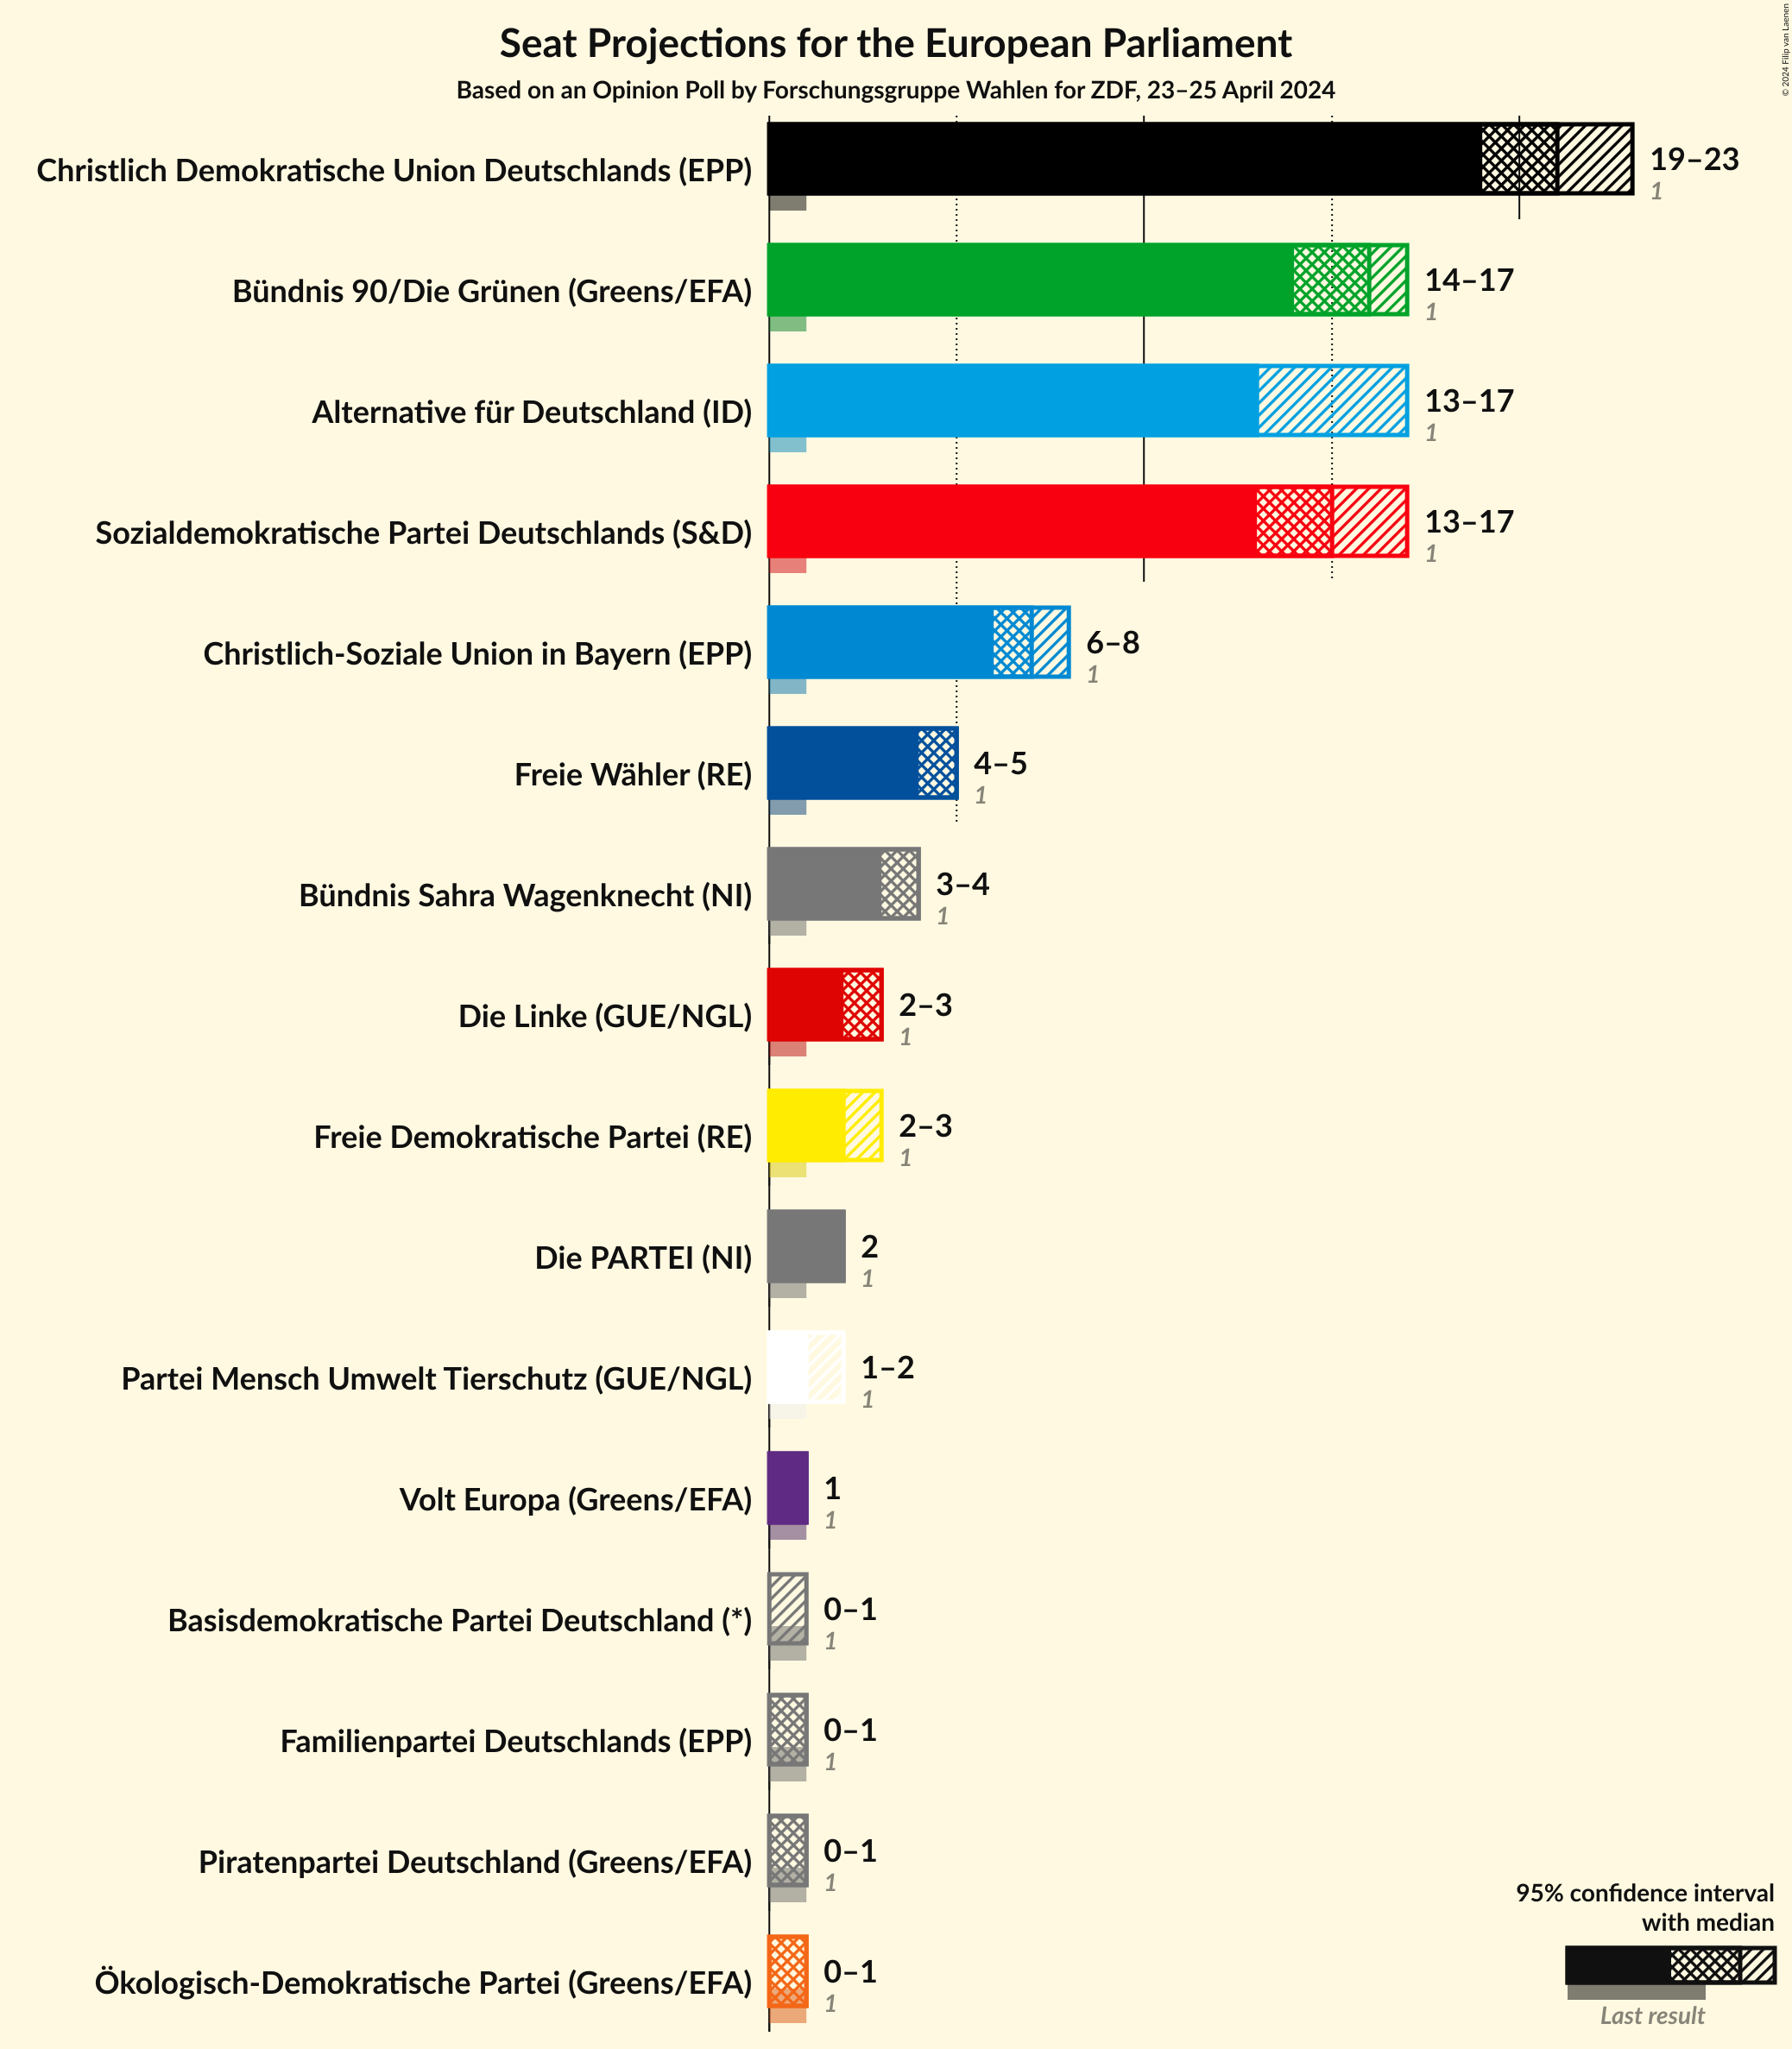 Seat Projections for the European Parliament
Based on an Opinion Poll by Forschungsgruppe Wahlen for ZDF, 23–25 April 2024
© 2024 Filip van Laenen
Christlich Demokratische Union Deutschlands (EPP)
19–23
1
Bündnis 90/Die Grünen (Greens/EFA)
14–17
1
Alternative für Deutschland (ID)
13–17
1
Sozialdemokratische Partei Deutschlands (S&D)
13–17
1
Christlich-Soziale Union in Bayern (EPP)
6–8
1
Freie Wähler (RE)
4–5
1
Bündnis Sahra Wagenknecht (NI)
3–4
1
Die Linke (GUE/NGL)
2–3
1
Freie Demokratische Partei (RE)
2–3
1
Die PARTEI (NI)
2
1
Partei Mensch Umwelt Tierschutz (GUE/NGL)
1–2
1
Volt Europa (Greens/EFA)
1
1
Basisdemokratische Partei Deutschland (*)
0–1
1
Familienpartei Deutschlands (EPP)
0–1
1
Piratenpartei Deutschland (Greens/EFA)
0–1
1
Ökologisch-Demokratische Partei (Greens/EFA)
0–1
1
95% confidence interval
with median
Last result